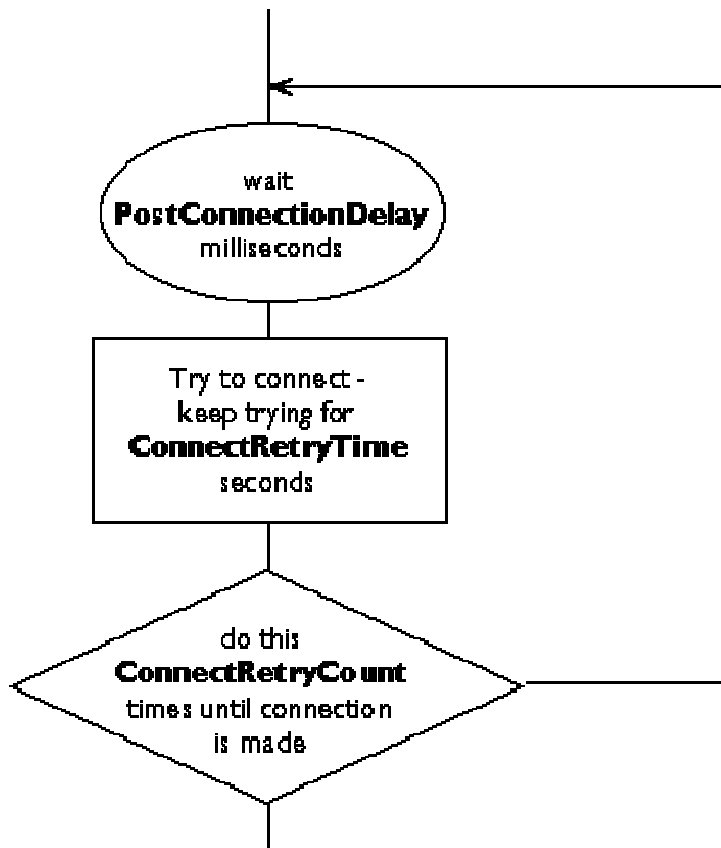 wait
PostConnectionDelay
milliseconds
Try to connect -
keep trying for
ConnectRetryTime
seconds
do this
ConnectRetryCount
times until connection
is made